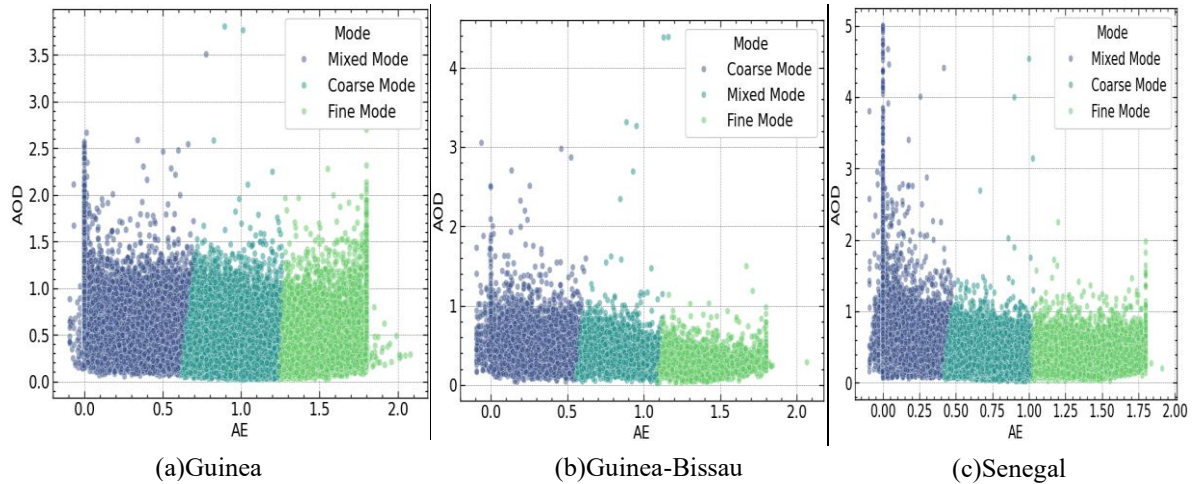 Mode
Mixed Mode
Coarse Mode
Fine Mode
3.5
3.0
2.5
2.0
1.5
1.0
0.5
0.0
AOD
0.0 0.5 1.0 1.5 2.0
AE
(a)Guinea
Mode
Coarse Mode
Mixed Mode
Fine Mode
4
3
2
1
0
AOD
0.0 0.5 1.0 1.5 2.0
AE
(b)Guinea-Bissau
Mode
Mixed Mode
Coarse Mode
Fine Mode
5
4
3
2
1
0
AOD
0.00 0.25 0.50 0.75 1.00 1.25 1.50 1.75 2.01
AE
(c)Senegal